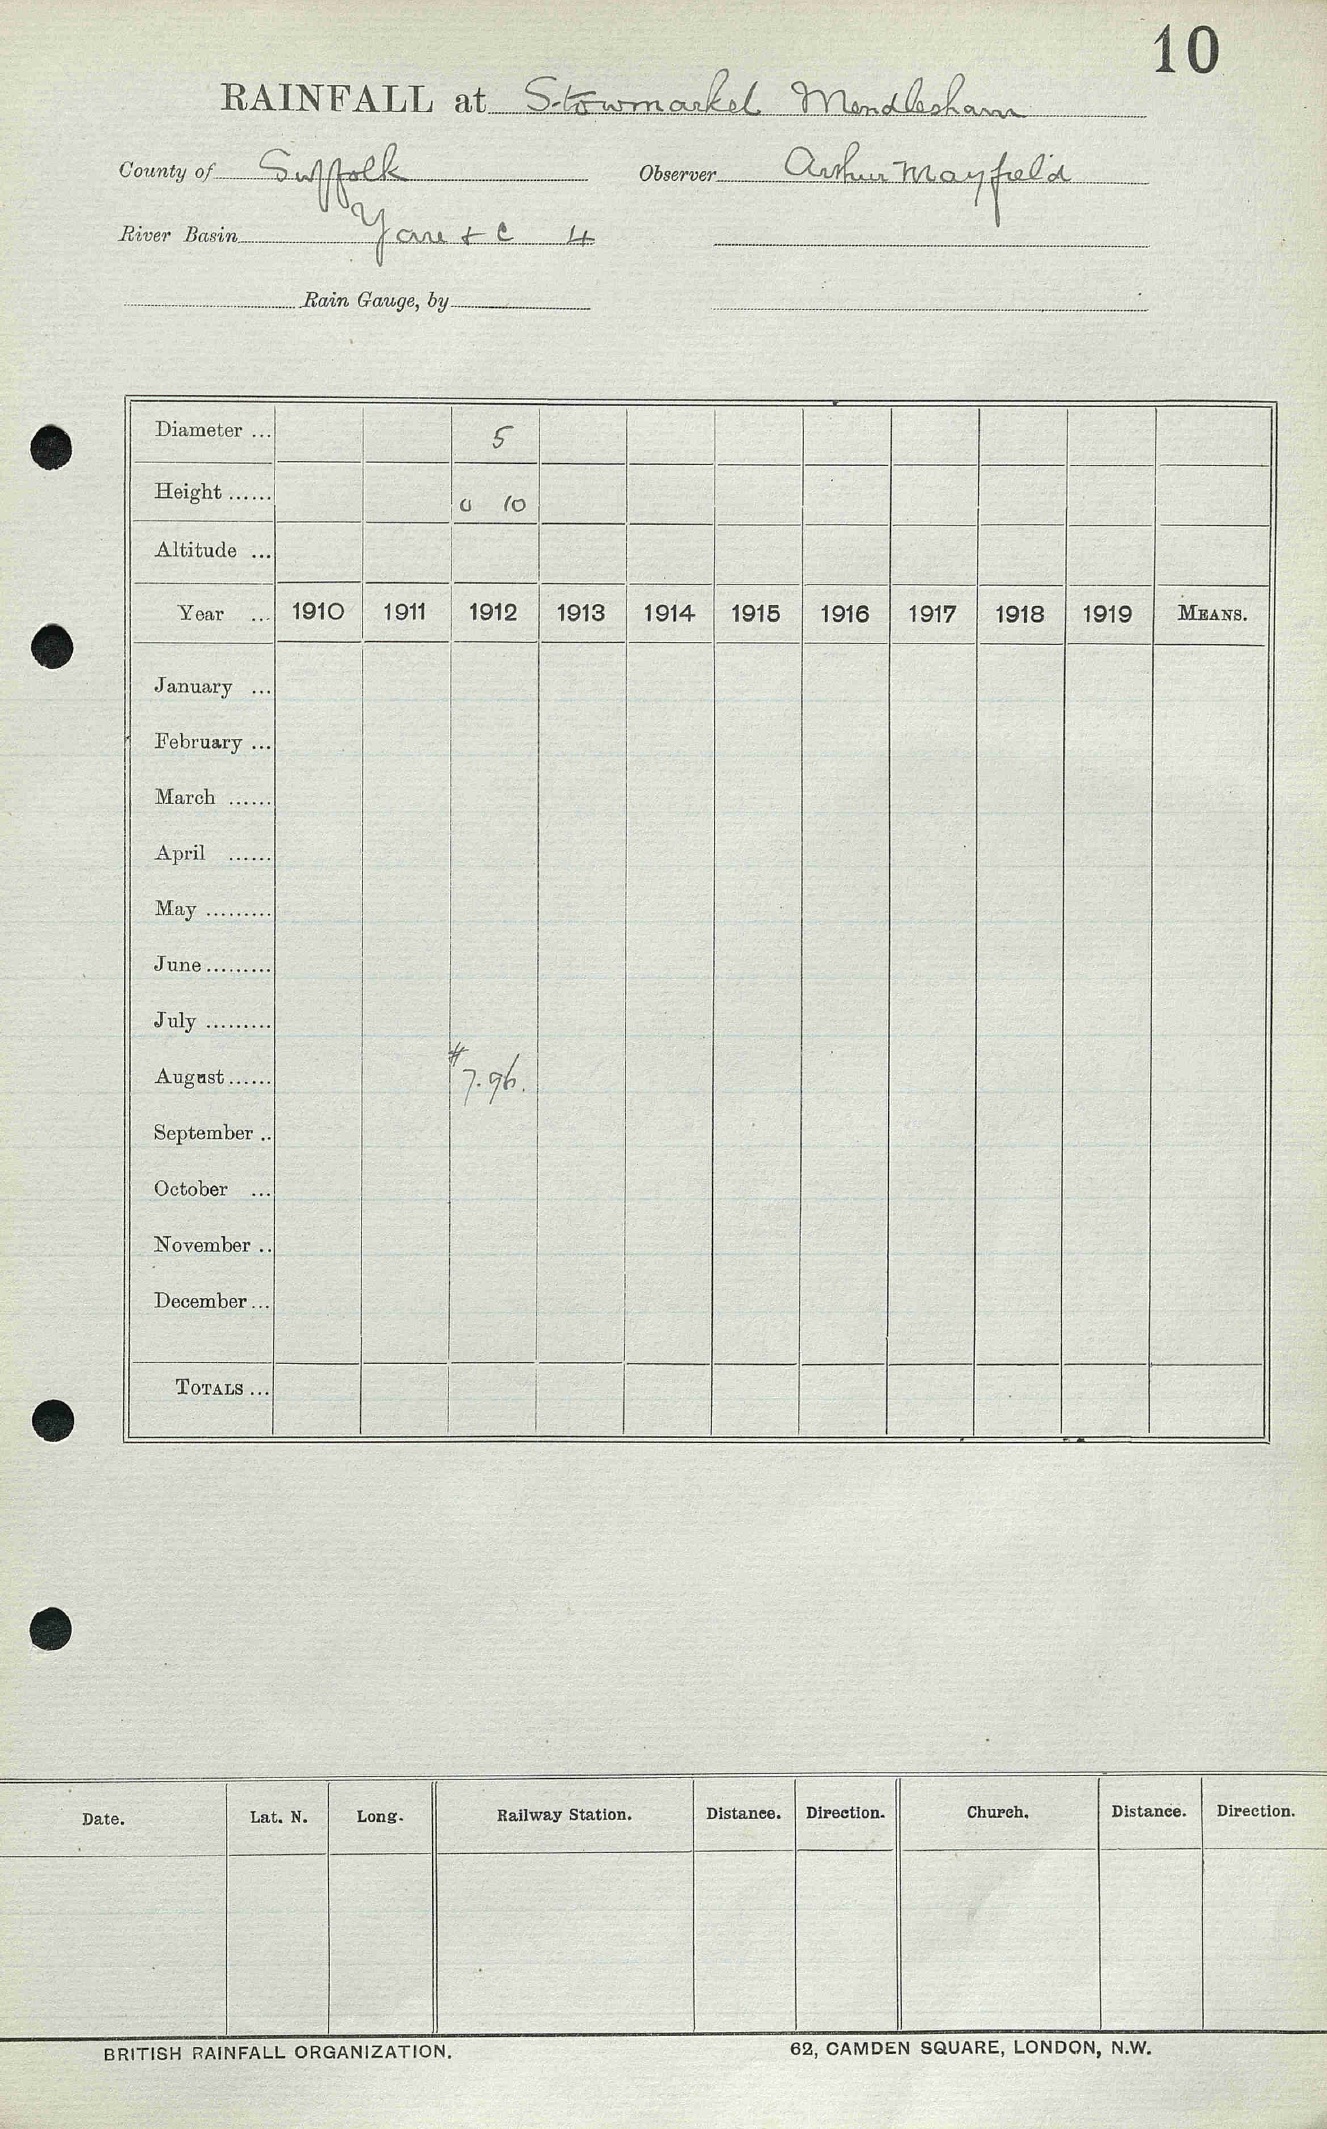 10
RAINFALL at Stowmarket Mendlesham
County of Suffolk Observer Arthur Mayfield
River Basin Yare & C 4
Rain Gauge, by
Diameter ... 5
Height ...... 0 10
Altitude ...
Year ... 1910 1911 1912 1913 1914 1915 1916 1917 1918 1919 MEANS.
January ...
February ...
March ......
April ......
May .........
June .........
July .........
August ...... # 7.96.
September ..
October ...
November ..
December ...
TOTALS ...
Date. Lat. N. Long. Railway Station. Distance. Direction. Church. Distance. Direction.
BRITISH RAINFALL ORGANIZATION. 62, CAMDEN SQUARE, LONDON, N.W.